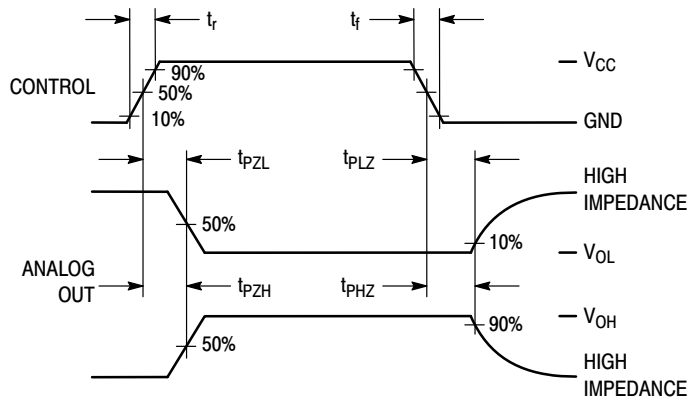 tr
tf
CONTROL
90%
50%
10%
VCC
GND
tPZL
tPLZ
HIGH
IMPEDANCE
50%
10%
ANALOG
OUT
VOL
tPZH
tPHZ
VOH
50%
90%
HIGH
IMPEDANCE